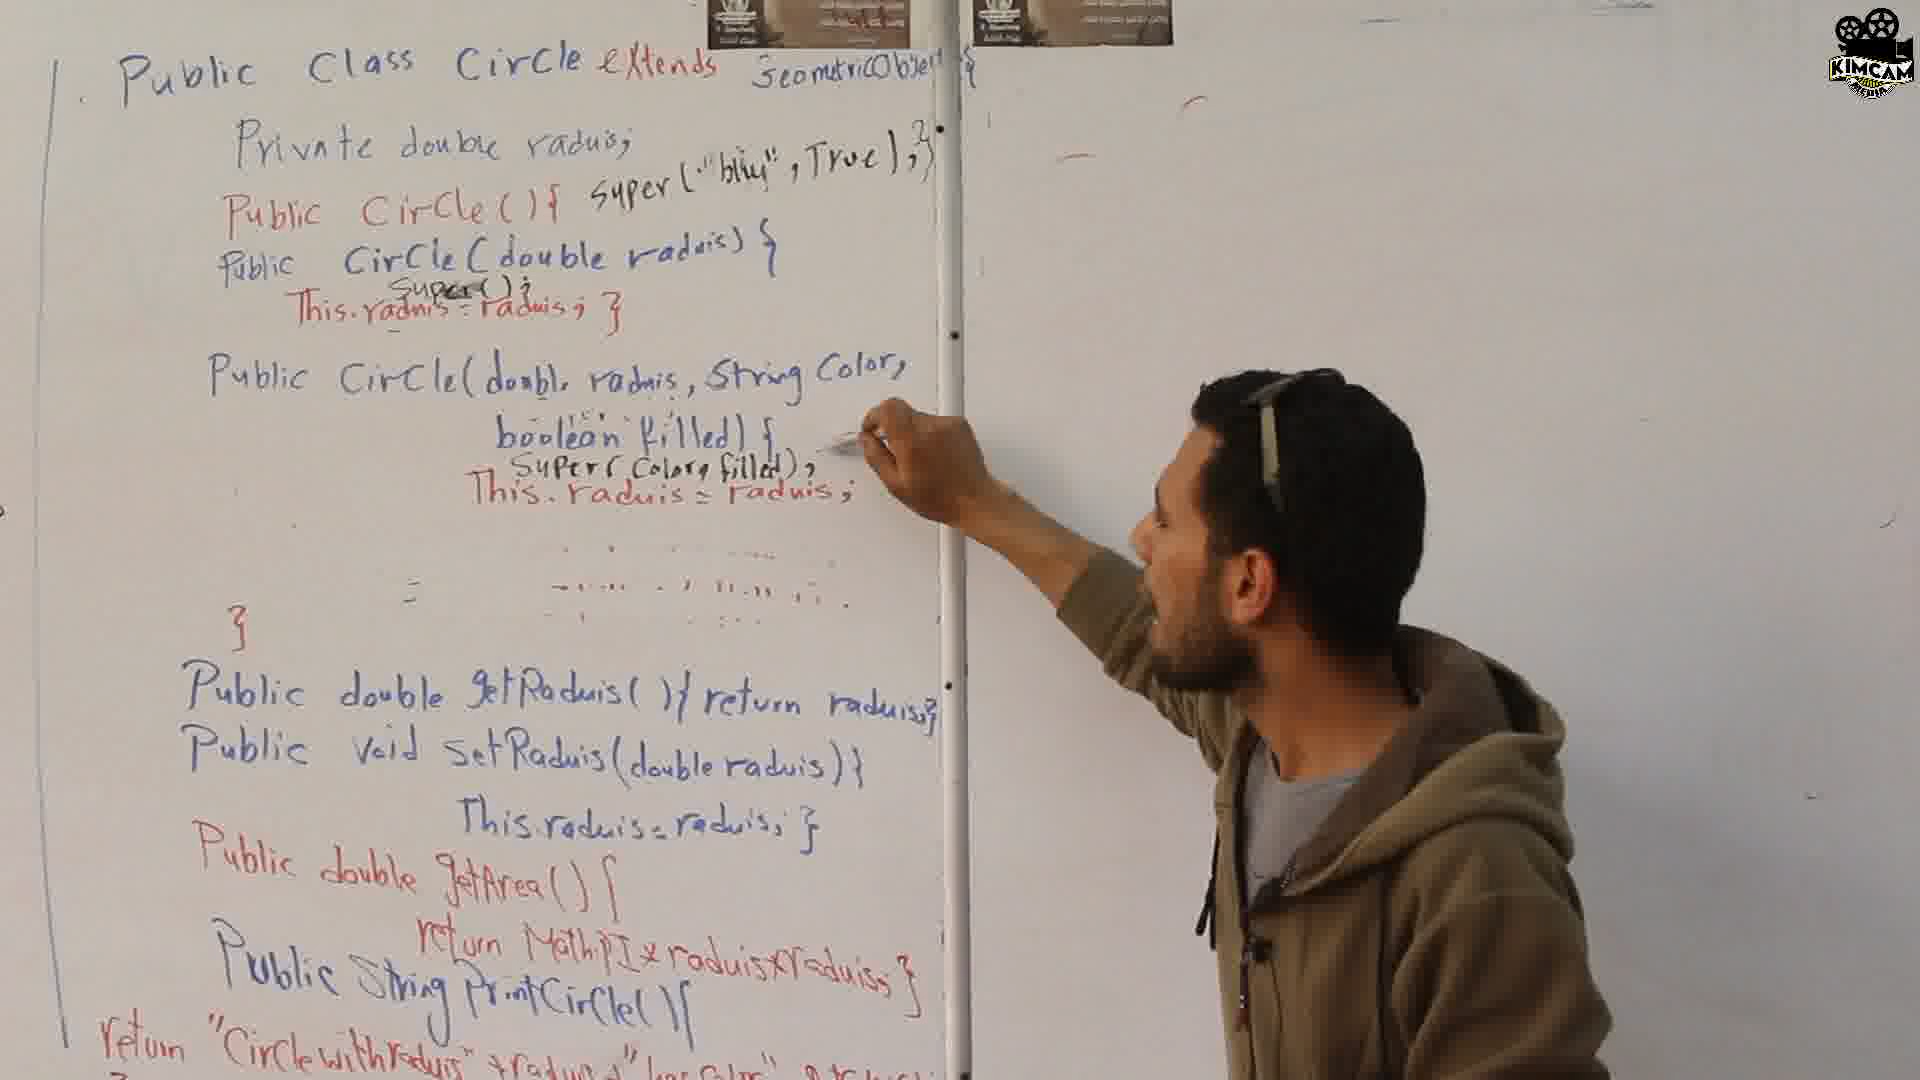 Public Class Circle extends GeometricObject {
Private double raduis;
Public Circle(){ super("blue", True);}
Public Circle(double raduis) {
Super();
This.raduis = raduis; }
Public Circle(double raduis, String Color,
boolean filled) {
Super(Color, filled);
This.raduis = raduis;
}
Public double getRaduis(){ return raduis;}
Public void setRaduis(double raduis){
This.raduis = raduis; }
Public double getArea(){
return Math.PI*raduis*raduis; }
Public String PrintCircle(){
return "Circle with raduis" + raduis +
KIMCAM
MEDIA